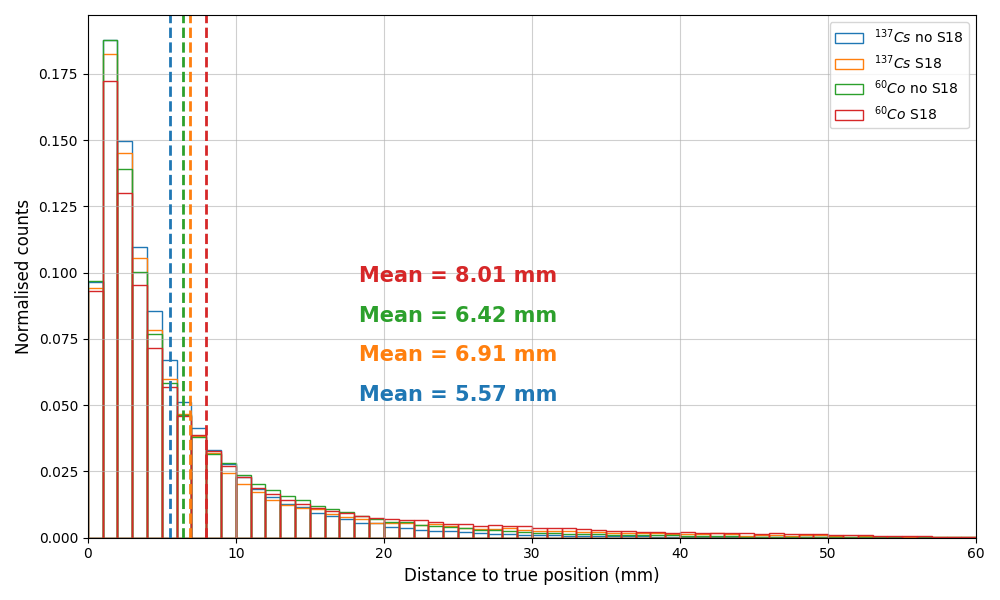 ¹³⁷Cs no S18
¹³⁷Cs S18
⁶⁰Co no S18
⁶⁰Co S18
Normalised counts
0.175
0.150
0.125
0.100
0.075
0.050
0.025
0.000
Mean = 8.01 mm
Mean = 6.42 mm
Mean = 6.91 mm
Mean = 5.57 mm
0 10 20 30 40 50 60
Distance to true position (mm)